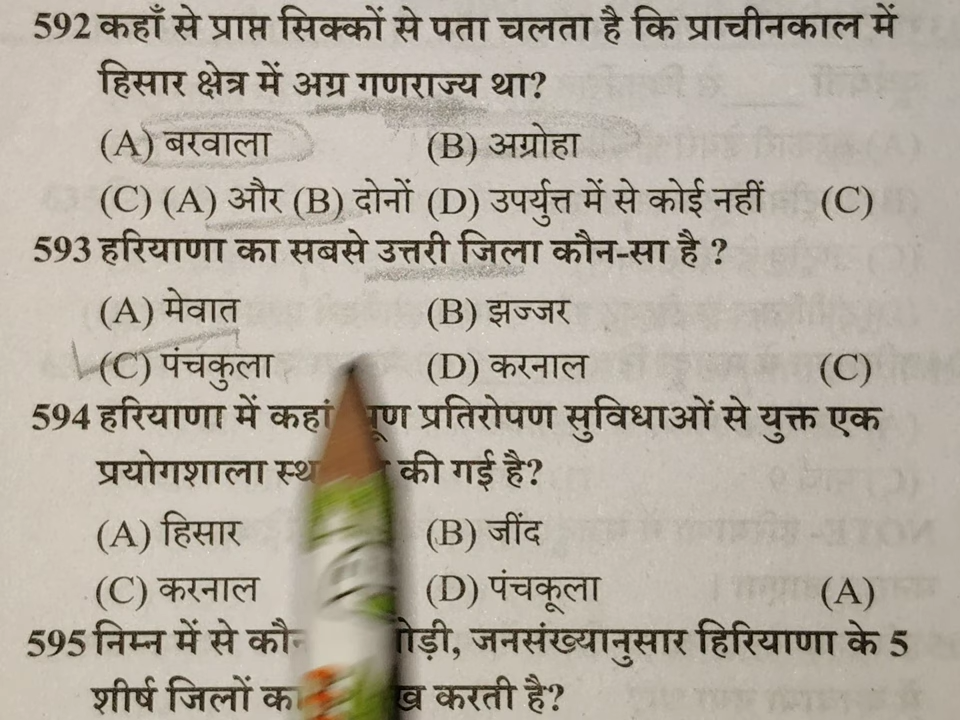 592 कहाँ से प्राप्त सिक्कों से पता चलता है कि प्राचीनकाल में
हिसार क्षेत्र में अग्र गणराज्य था?
(A) बरवाला (B) अग्रोहा
(C) (A) और (B) दोनों (D) उपर्युत्त में से कोई नहीं (C)
593 हरियाणा का सबसे उत्तरी जिला कौन-सा है ?
(A) मेवात (B) झज्जर
(C) पंचकुला (D) करनाल (C)
594 हरियाणा में कहां प्रतिरोपण सुविधाओं से युक्त एक
प्रयोगशाला की गई है?
(A) हिसार (B) जींद
(C) करनाल (D) पंचकूला (A)
595 निम्न में से जनसंख्यानुसार हिरियाणा के 5
शीर्ष जिलों करती है?